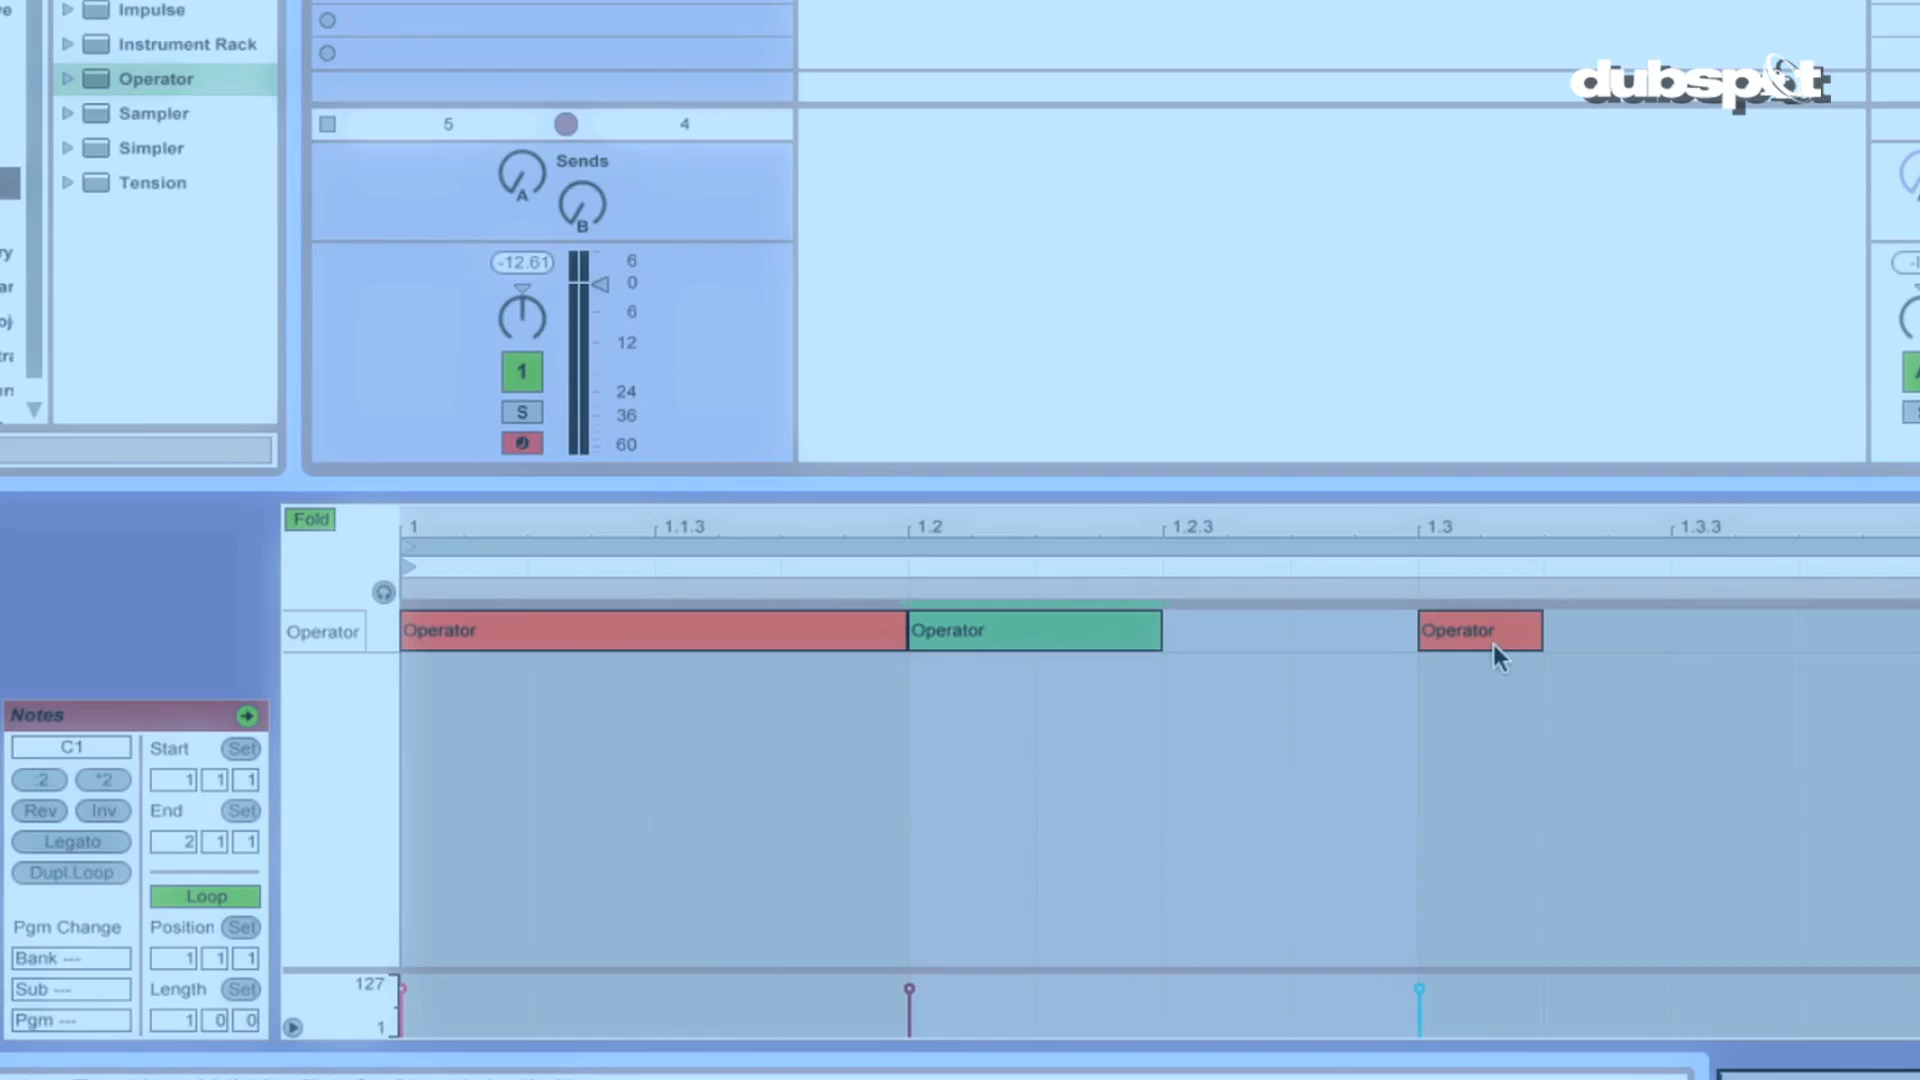 Impulse
Instrument Rack
Operator
Sampler
Simpler
Tension
5 4
Sends
A
B
-12.61
6
0
6
12
24
36
60
1
S
dubspot
Fold
1 1.1.3 1.2 1.2.3 1.3 1.3.3
Operator Operator Operator Operator
Notes
C1 Start Set
:2 *2 1 1 1
Rev Inv End Set
Legato 2 1 1
Dupl.Loop
Loop
Pgm Change Position Set
Bank --- 1 1 1
Sub --- Length Set
Pgm --- 1 0 0
127
1